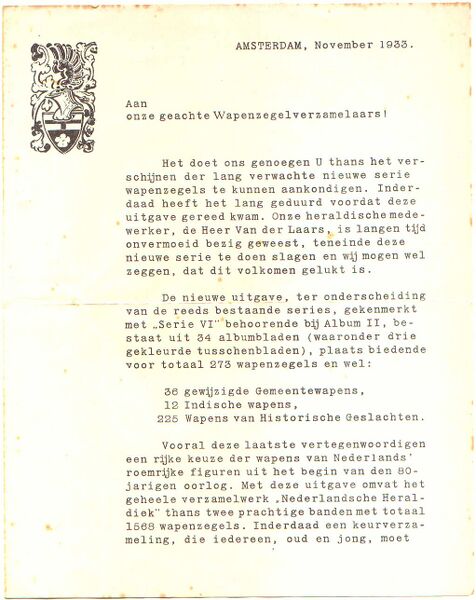 AMSTERDAM, November 1933.
Aan
onze geachte Wapenzegelverzamelaars!
Het doet ons genoegen U thans het ver-
schijnen der lang verwachte nieuwe serie
wapenzegels te kunnen aankondigen. Inder-
daad heeft het lang geduurd voordat deze
uitgave gereed kwam. Onze heraldische mede-
werker, de Heer Van der Laars, is langen tijd
onvermoeid bezig geweest, teneinde deze
nieuwe serie te doen slagen en wij mogen wel
zeggen, dat dit volkomen gelukt is.
De nieuwe uitgave, ter onderscheiding
van de reeds bestaande series, gekenmerkt
met „Serie VI" behoorende bij Album II, be-
staat uit 34 albumbladen (waaronder drie
gekleurde tusschenbladen), plaats biedende
voor totaal 273 wapenzegels en wel:
36 gewijzigde Gemeentewapens,
12 Indische wapens,
225 Wapens van Historische Geslachten.
Vooral deze laatste vertegenwoordigen
een rijke keuze der wapens van Nederlands'
roemrijke figuren uit het begin van den 80-
jarigen oorlog. Met deze uitgave omvat het
geheele verzamelwerk „Nederlandsche Heral-
diek" thans twee prachtige banden met totaal
1568 wapenzegels. Inderdaad een keurverza-
meling, die iedereen, oud en jong, moet